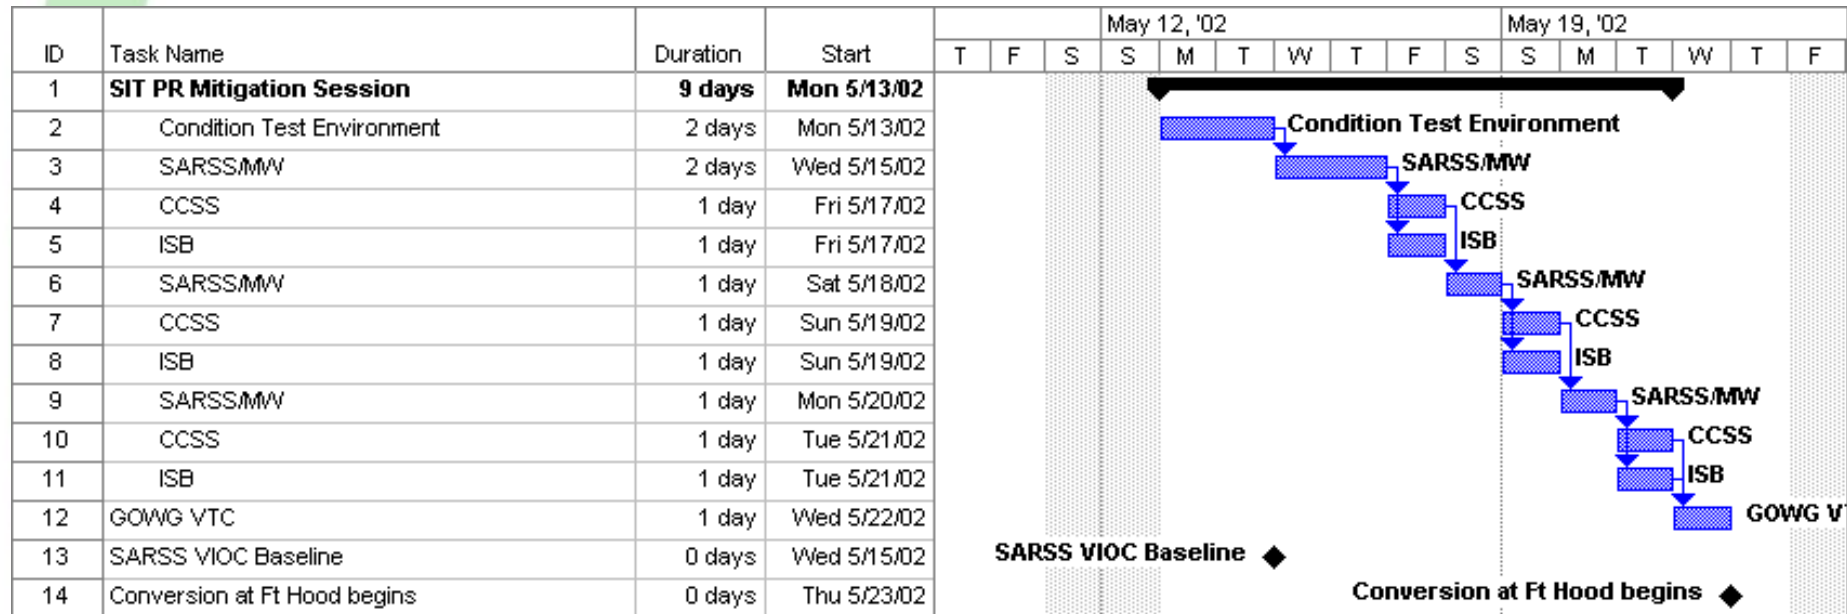 May 12, '02 May 19, '02
ID Task Name Duration Start T F S S M T W T F S S M T W T F
1 SIT PR Mitigation Session 9 days Mon 5/13/02
2 Condition Test Environment 2 days Mon 5/13/02 Condition Test Environment
3 SARSS/MW 2 days Wed 5/15/02 SARSS/MW
4 CCSS 1 day Fri 5/17/02 CCSS
5 ISB 1 day Fri 5/17/02 ISB
6 SARSS/MW 1 day Sat 5/18/02 SARSS/MW
7 CCSS 1 day Sun 5/19/02 CCSS
8 ISB 1 day Sun 5/19/02 ISB
9 SARSS/MW 1 day Mon 5/20/02 SARSS/MW
10 CCSS 1 day Tue 5/21/02 CCSS
11 ISB 1 day Tue 5/21/02 ISB
12 GOWG VTC 1 day Wed 5/22/02 GOWG
13 SARSS VIOC Baseline 0 days Wed 5/15/02 SARSS VIOC Baseline
14 Conversion at Ft Hood begins 0 days Thu 5/23/02 Conversion at Ft Hood begins